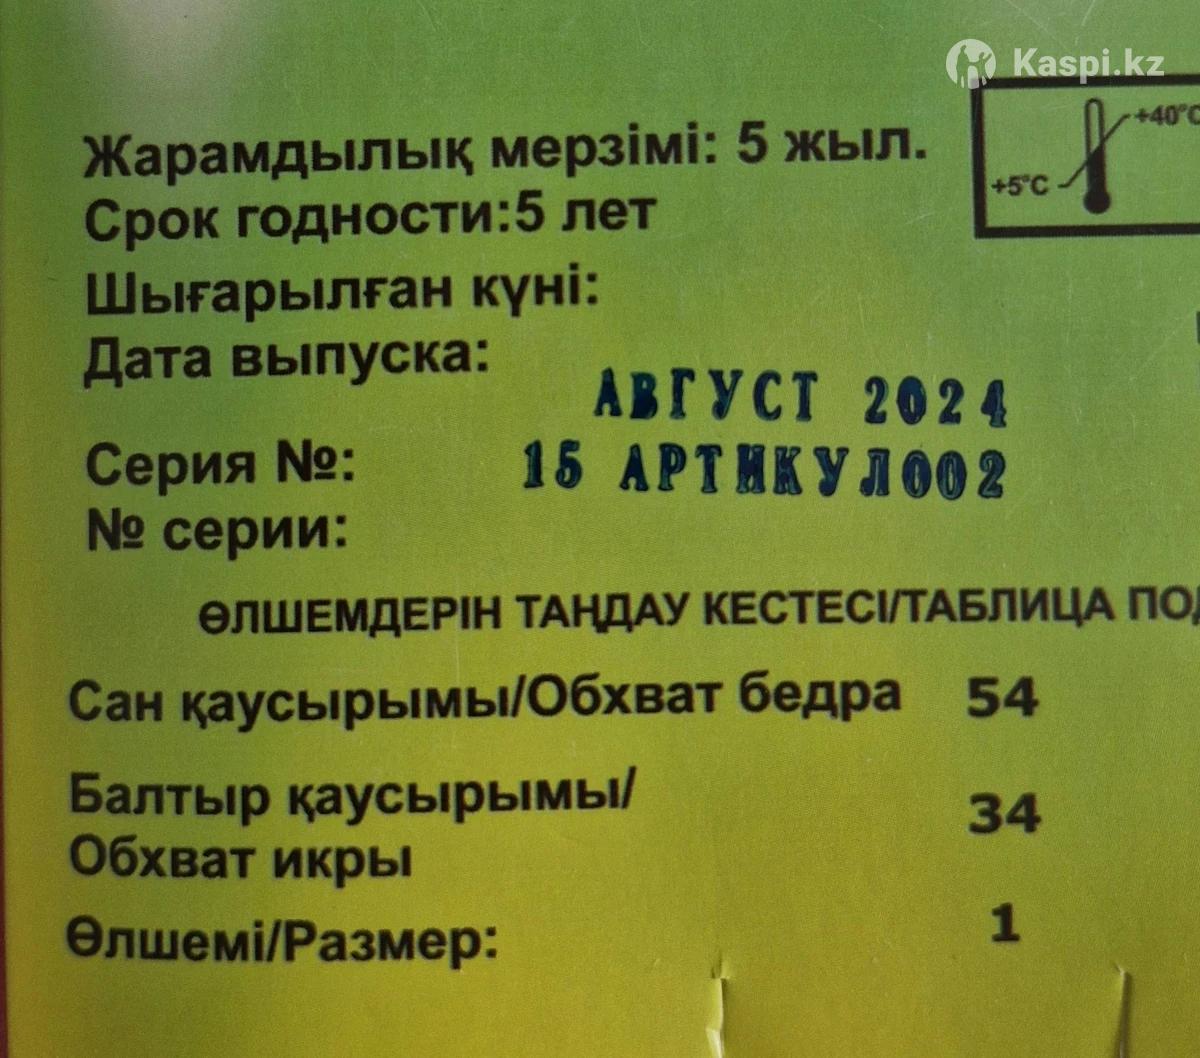 Kaspi.kz
+40°C
+5°C
Жарамдылық мерзімі: 5 жыл.
Срок годности:5 лет
Шығарылған күні:
Дата выпуска:
АВГУСТ 2024
Серия №:
15 АРТИКУЛ002
№ серии:
ӨЛШЕМДЕРІН ТАҢДАУ КЕСТЕСІ/ТАБЛИЦА
Сан қаусырымы/Обхват бедра 54
Балтыр қаусырымы/
Обхват икры 34
Өлшемі/Размер: 1